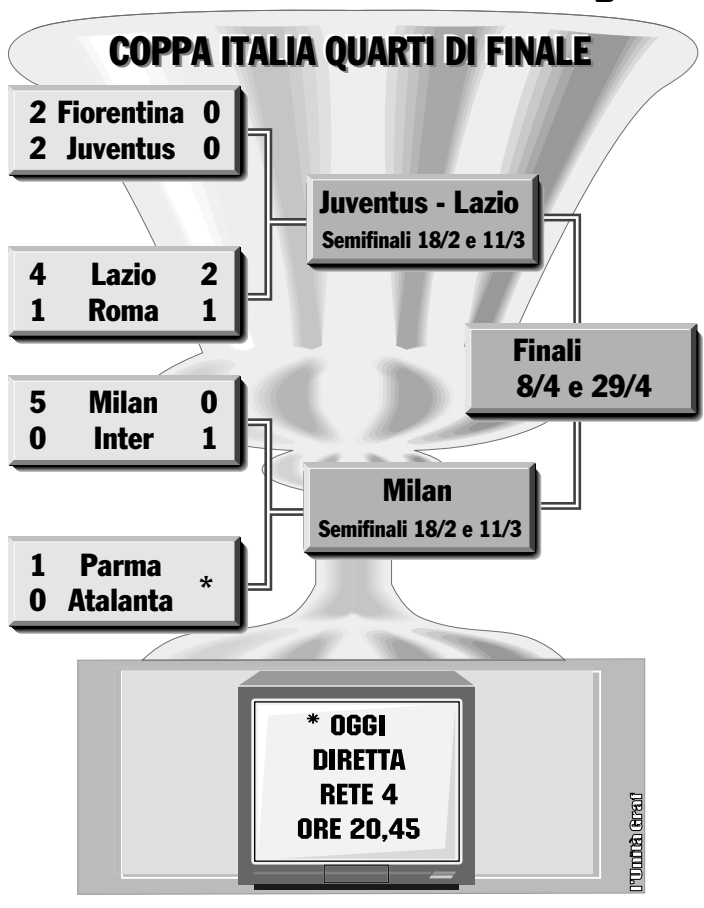 COPPA ITALIA QUARTI DI FINALE
2 Fiorentina 0
2 Juventus 0
Juventus - Lazio
Semifinali 18/2 e 11/3
4 Lazio 2
1 Roma 1
Finali
8/4 e 29/4
5 Milan 0
0 Inter 1
Milan
Semifinali 18/2 e 11/3
1 Parma
0 Atalanta *
* OGGI
DIRETTA
RETE 4
ORE 20,45
l'Unità Graf